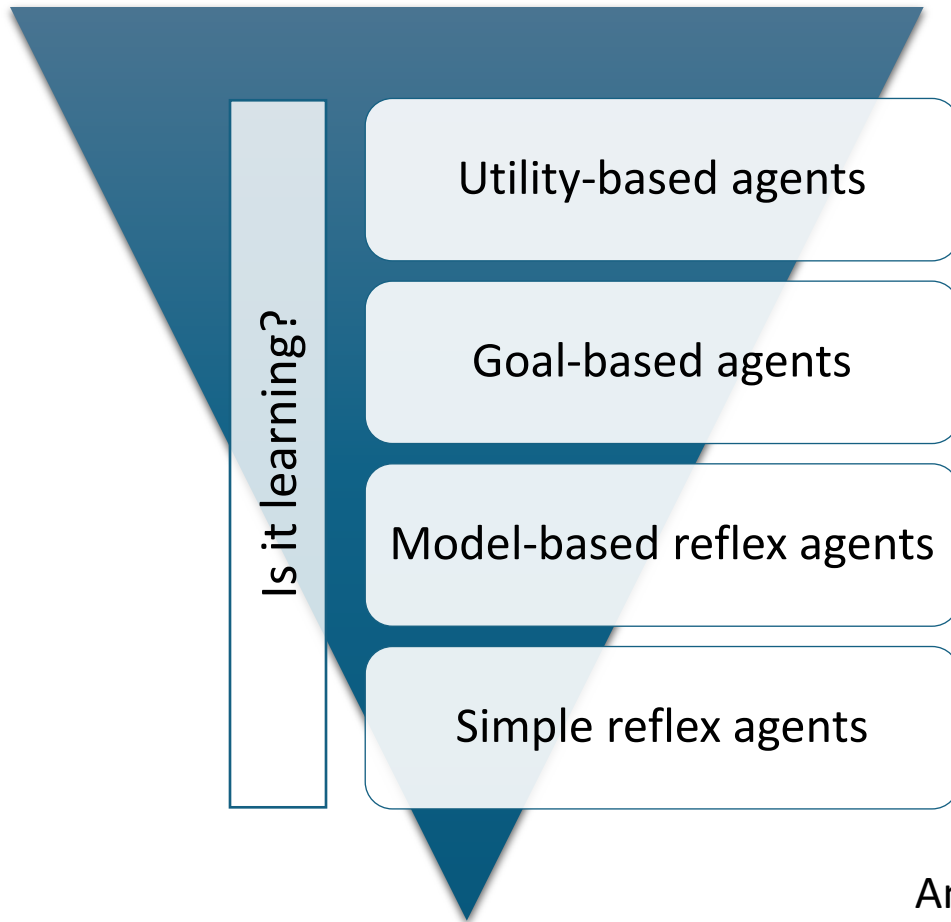 Utility-based agents
Goal-based agents
Is it learning?
Model-based reflex agents
Simple reflex agents